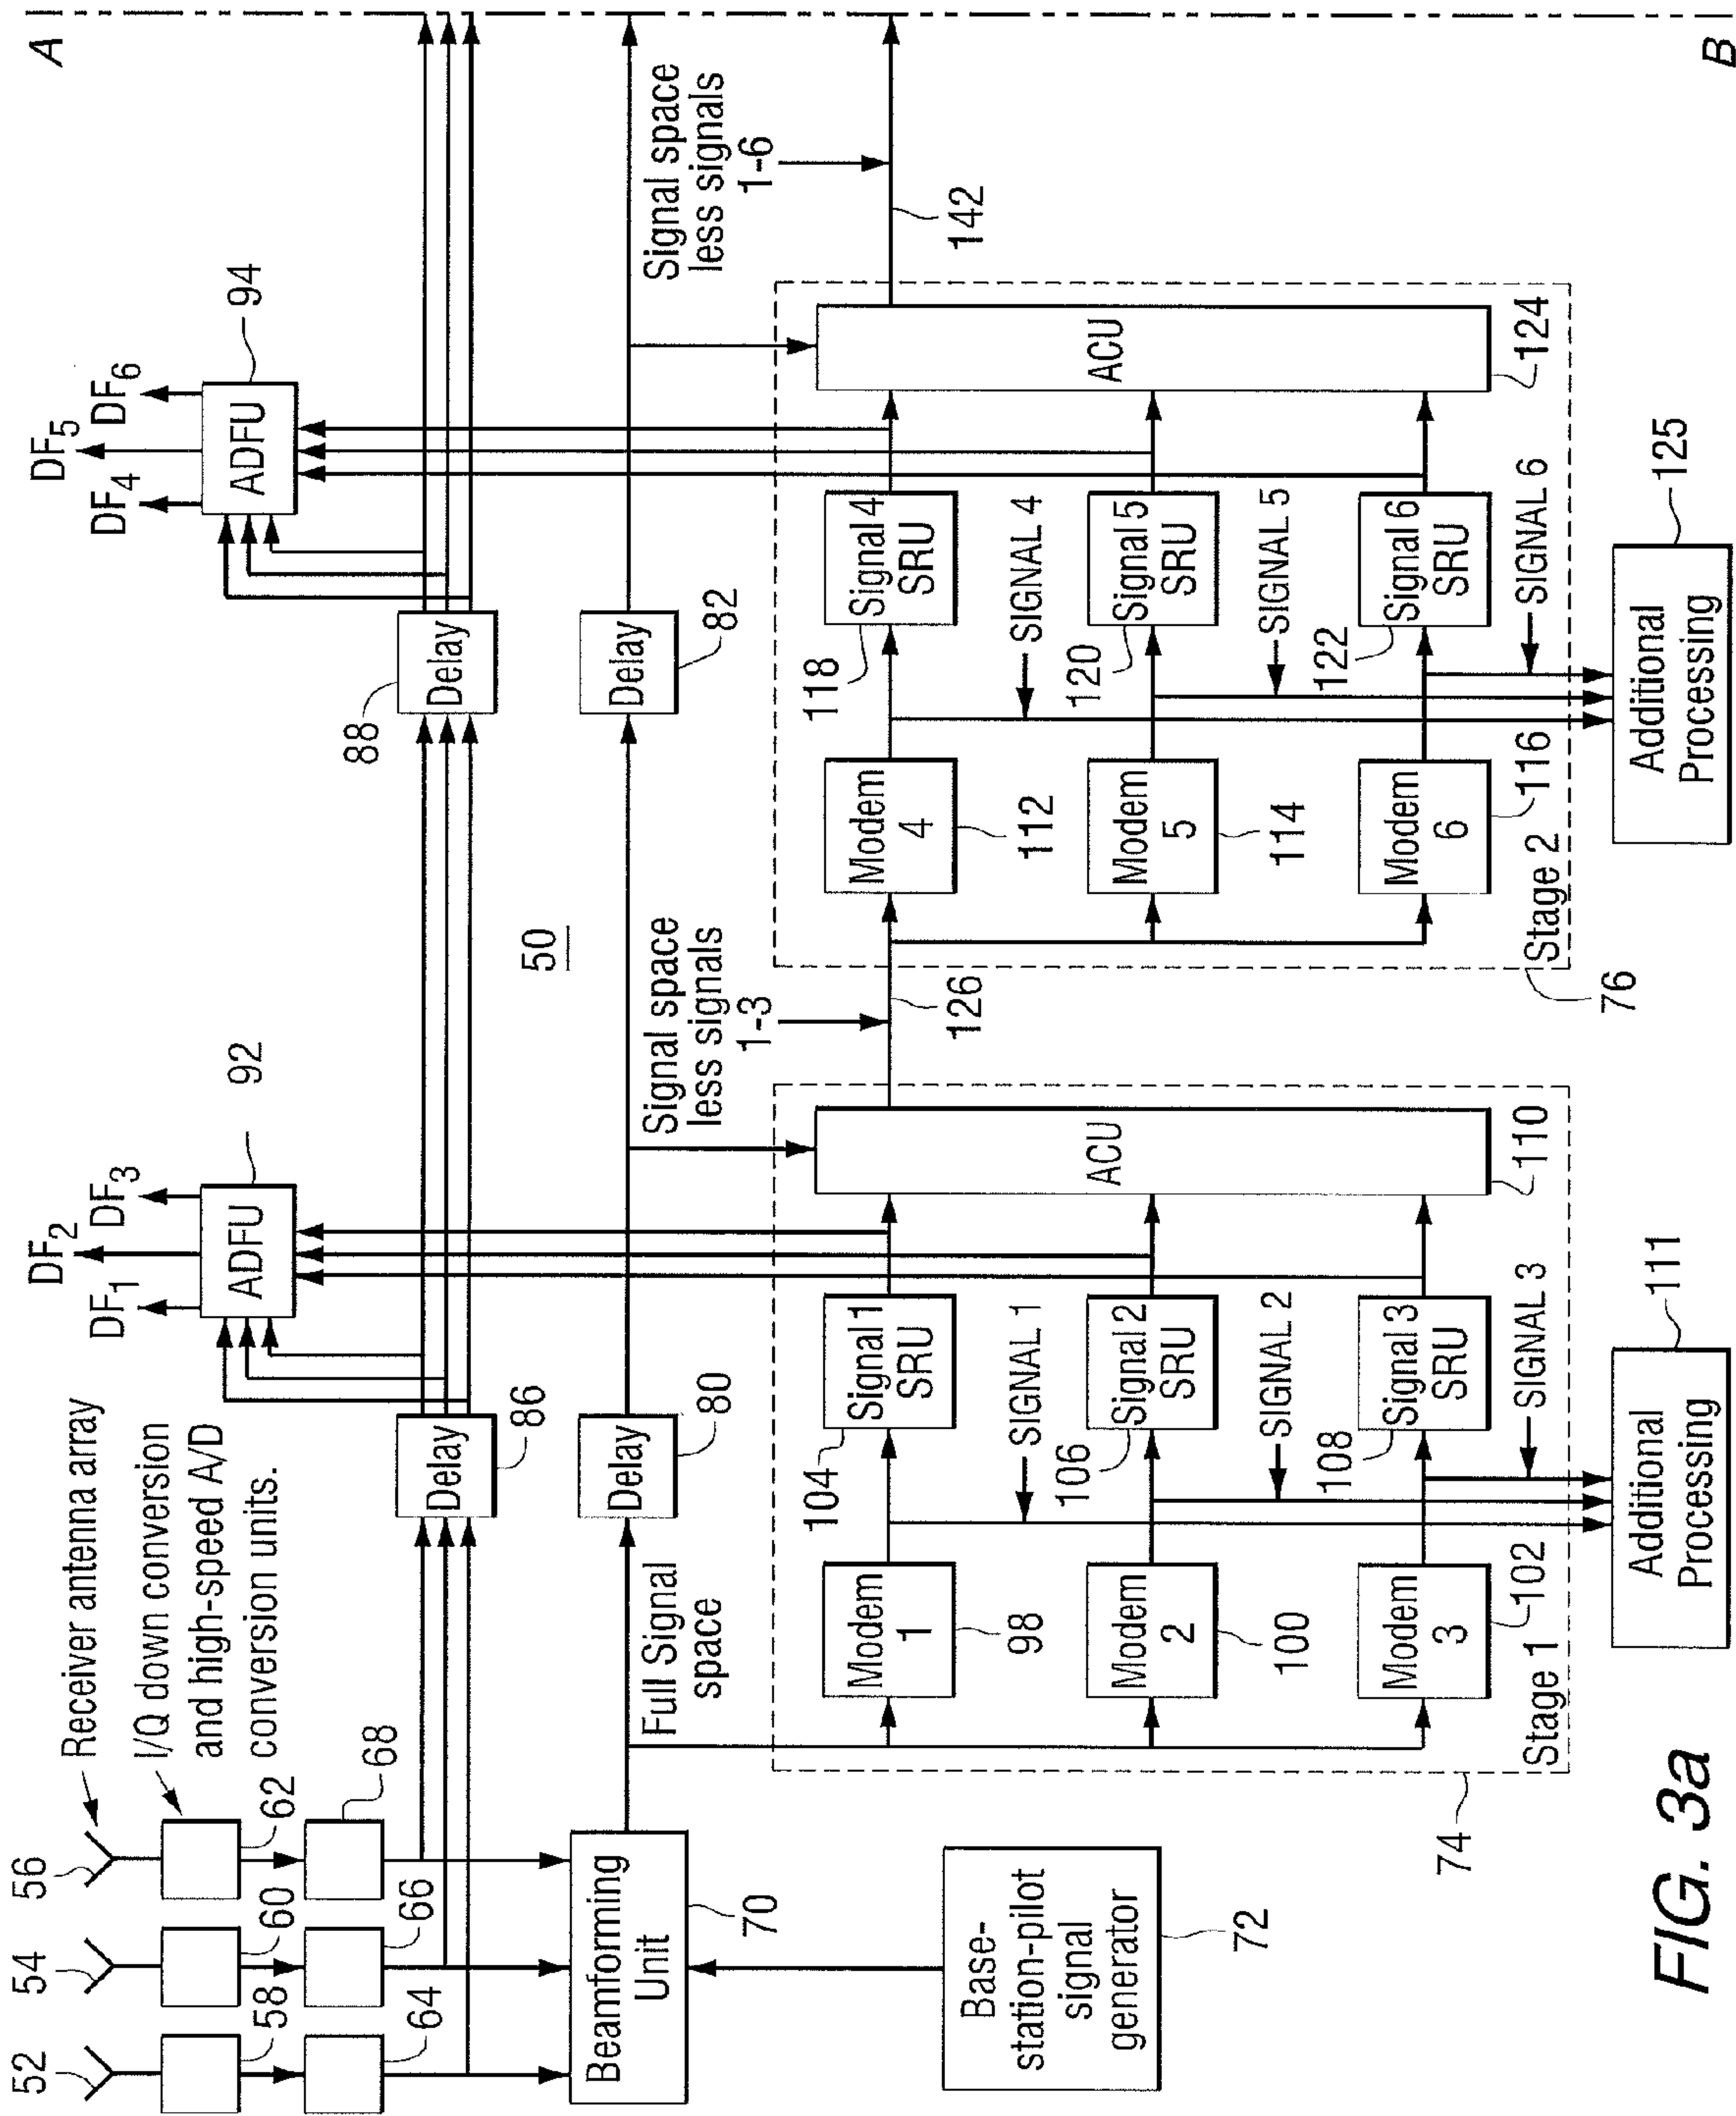 A
B
DF2
DF1
DF3
ADFU
92
DF5
DF4
DF6
ADFU
94
56
54
52
Receiver antenna array
I/Q down conversion
and high-speed A/D
conversion units.
62
60
58
68
66
64
Delay
86
88
Delay
50
Delay
80
Delay
82
Beamforming
Unit
70
Base-
station-pilot
signal
generator
72
Full Signal
space
Signal space
less signals
1-3
126
Signal space
less signals
1-6
142
Modem
1
98
Modem
2
100
Modem
3
102
104
Signal 1
SRU
SIGNAL 1
106
Signal 2
SRU
SIGNAL 2
108
Signal 3
SRU
SIGNAL 3
ACU
110
Stage 1
74
Additional
Processing
111
Modem
4
112
Modem
5
114
Modem
6
116
118
Signal 4
SRU
SIGNAL 4
120
Signal 5
SRU
SIGNAL 5
122
Signal 6
SRU
SIGNAL 6
ACU
124
Stage 2
76
Additional
Processing
125
FIG. 3a